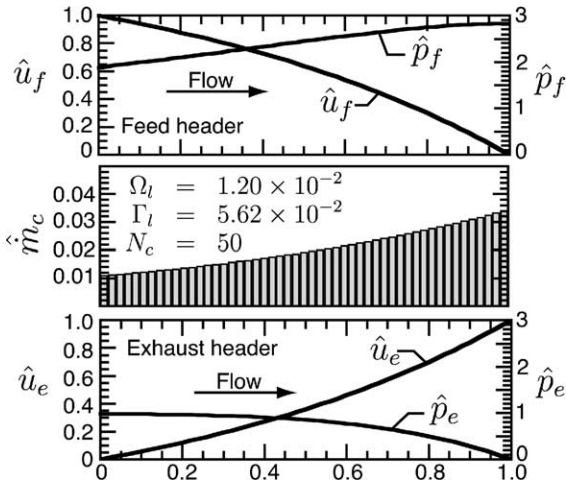 1.0
0.8
0.6
0.4
0.2
0
û_f
Flow
Feed header
p̂_f
û_f
3
2
1
0
p̂_f
0.04
0.03
0.02
0.01
ṁ̂_c
Ω_l = 1.20 × 10^{-2}
Γ_l = 5.62 × 10^{-2}
N_c = 50
1.0
0.8
0.6
0.4
0.2
0
û_e
Exhaust header
Flow
û_e
p̂_e
3
2
1
0
p̂_e
0 0.2 0.4 0.6 0.8 1.0